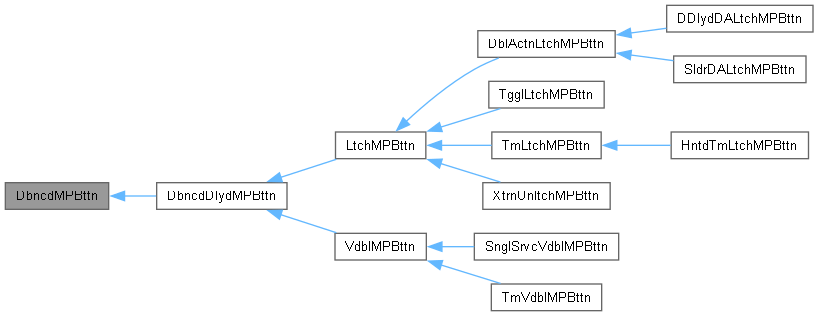 DDlydDALtchMPBttn
DblActnLtchMPBttn
SldrDALtchMPBttn
TgglLtchMPBttn
LtchMPBttn
TmLtchMPBttn
HntdTmLtchMPBttn
DbncdMPBttn
DbncdDlydMPBttn
XtrnUnltchMPBttn
VdblMPBttn
SnglSrvcVdblMPBttn
TmVdblMPBttn